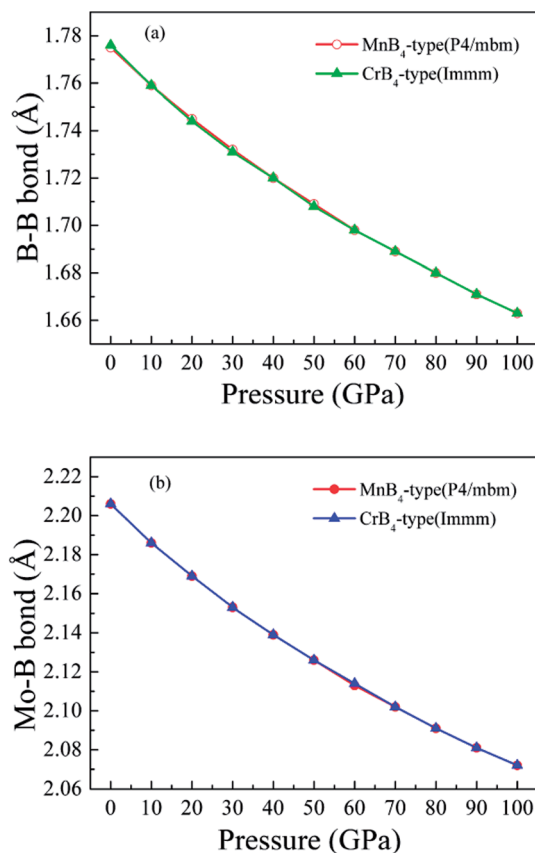 (a)
MnB₄-type(P4/mbm)
CrB₄-type(Immm)
B-B bond (Å)
1.78
1.76
1.74
1.72
1.70
1.68
1.66
0 10 20 30 40 50 60 70 80 90 100
Pressure (GPa)
(b)
MnB₄-type(P4/mbm)
CrB₄-type(Immm)
Mo-B bond (Å)
2.22
2.20
2.18
2.16
2.14
2.12
2.10
2.08
2.06
0 10 20 30 40 50 60 70 80 90 100
Pressure (GPa)